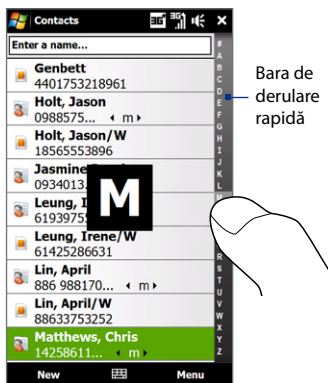 Contacts
3G
Enter a name...
Genbett
4401753218961
Holt, Jason
0988575... m
Holt, Jason/W
18565553896
Jasmine
0934013.
Leung, I
6193975
M
Leung, Irene/W
61425286631
Lin, April
886 988170... m
Lin, April/W
88633753252
Matthews, Chris
14258611... m
New
Menu
#
A
B
C
D
E
F
G
H
I
J
K
L
R
S
T
U
V
W
X
Y
Z
Bara de
derulare
rapidă